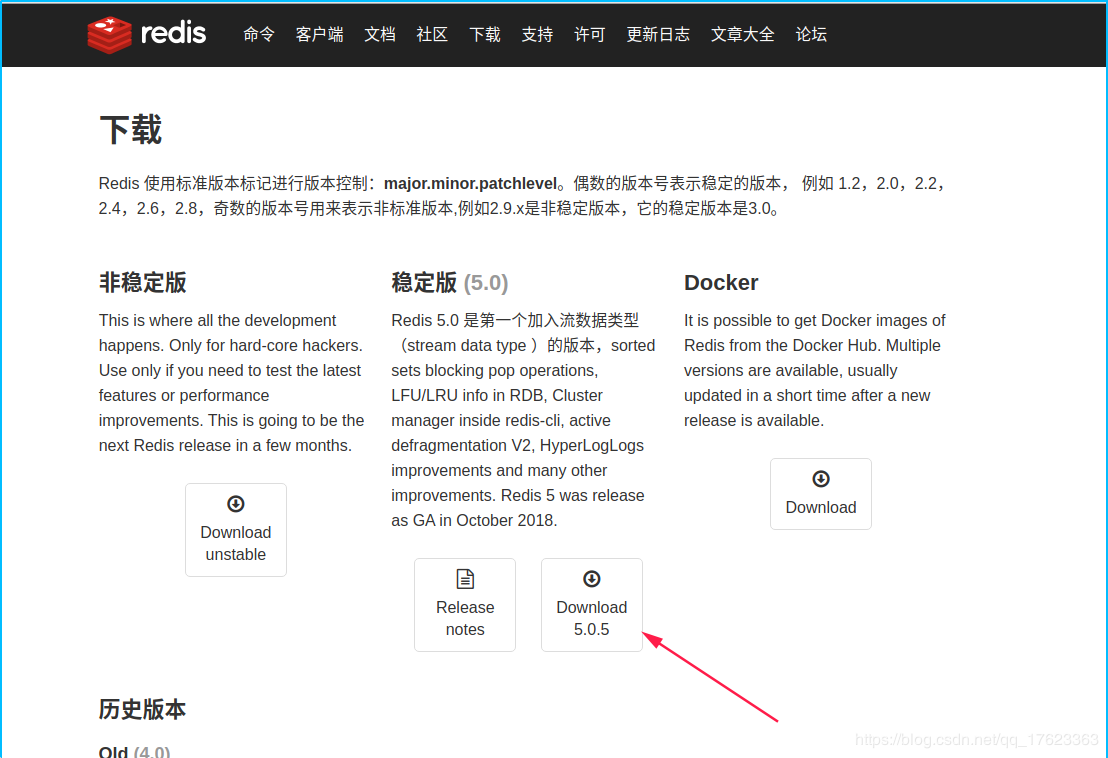 redis 命令 客户端 文档 社区 下载 支持 许可 更新日志 文章大全 论坛
下载
Redis 使用标准版本标记进行版本控制：major.minor.patchlevel。偶数的版本号表示稳定的版本， 例如 1.2，2.0，2.2，
2.4，2.6，2.8，奇数的版本号用来表示非标准版本,例如2.9.x是非稳定版本，它的稳定版本是3.0。
非稳定版
This is where all the development
happens. Only for hard-core hackers.
Use only if you need to test the latest
features or performance
improvements. This is going to be the
next Redis release in a few months.
Download
unstable
稳定版 (5.0)
Redis 5.0 是第一个加入流数据类型
（stream data type ）的版本，sorted
sets blocking pop operations,
LFU/LRU info in RDB, Cluster
manager inside redis-cli, active
defragmentation V2, HyperLogLogs
improvements and many other
improvements. Redis 5 was release
as GA in October 2018.
Release
notes
Download
5.0.5
Docker
It is possible to get Docker images of
Redis from the Docker Hub. Multiple
versions are available, usually
updated in a short time after a new
release is available.
Download
历史版本
Old (4.0)
https://blog.csdn.net/qq_17623363